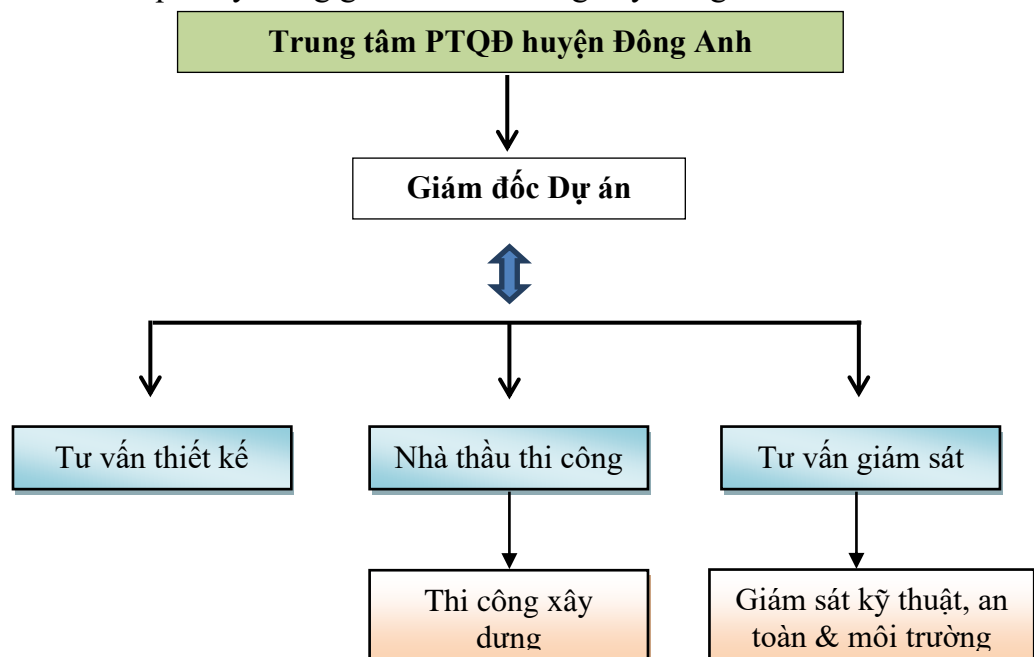 Trung tâm PTQĐ huyện Đông Anh
Giám đốc Dự án
Tư vấn thiết kế
Nhà thầu thi công
Tư vấn giám sát
Thi công xây
dựng
Giám sát kỹ thuật, an
toàn & môi trường